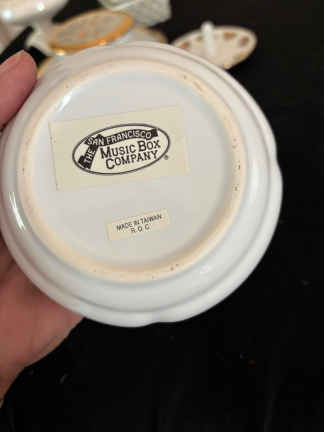 THE SAN FRANCISCO
MUSIC BOX
COMPANY®
MADE IN TAIWAN
R. O. C